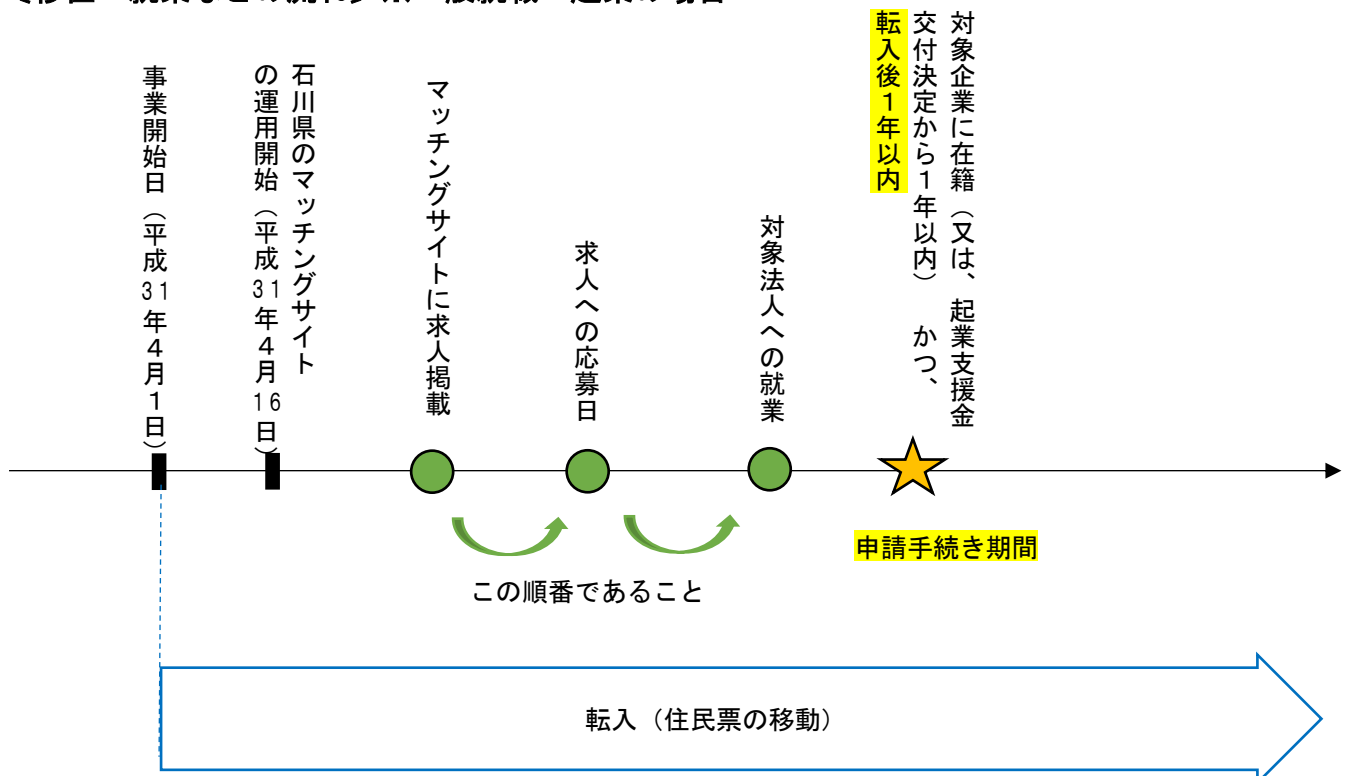 事業開始日（平成31年４月１日）
石川県のマッチングサイト
の運用開始（平成31年４月16日）
マッチングサイトに求人掲載
求人への応募日
対象法人への就業
対象企業に在籍（又は、起業支援金
交付決定から１年以内）　かつ、
転入後１年以内
申請手続き期間
この順番であること
転入（住民票の移動）